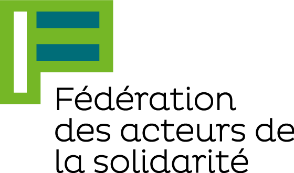 Fédération
des acteurs de
la solidarité